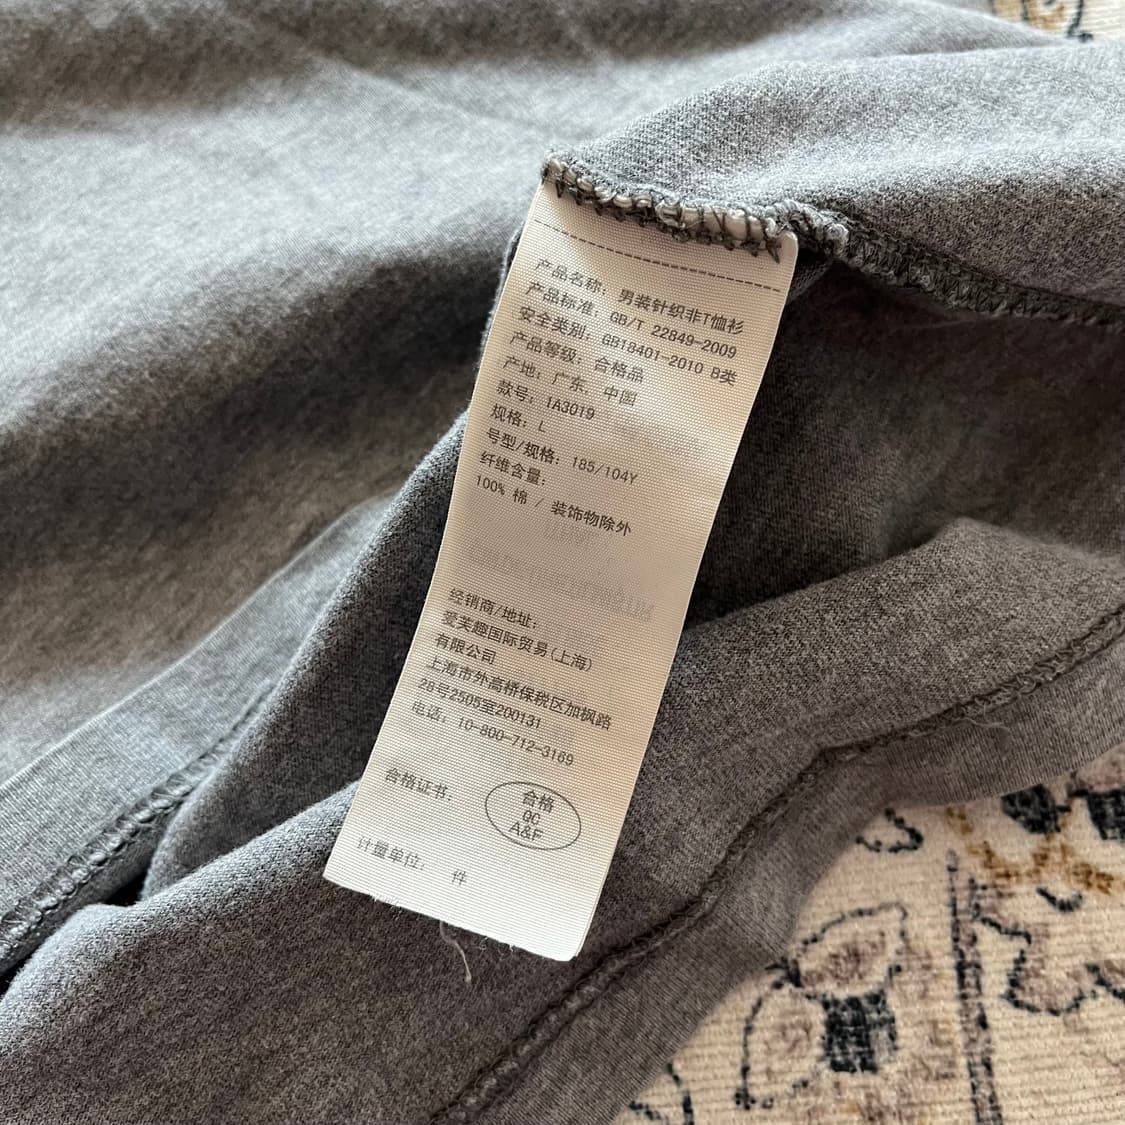 产品名称: 男装针织非T恤衫
产品标准: GB/T 22849-2009
安全类别: GB18401-2010 B类
产品等级: 合格品
产地: 广东, 中国
款号: 1A3019
规格: L
号型/规格: 185/104Y
纤维含量:
100% 棉 / 装饰物除外
经销商/地址:
爱芙趣国际贸易(上海)
有限公司
上海市外高桥保税区加枫路
28号2505至200131
电话: 10-800-712-3169
合格证书:
合格
QC
A&F
计量单位: 件